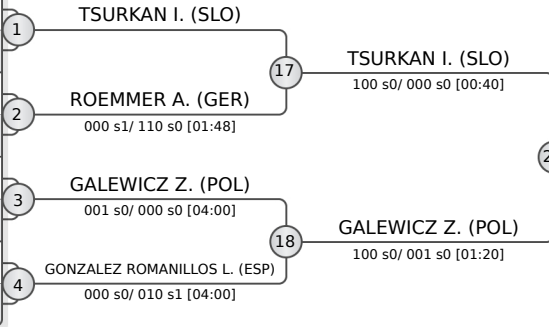 TSURKAN I. (SLO)
1
17
TSURKAN I. (SLO)
100 s0/ 000 s0 [00:40]
2
ROEMMER A. (GER)
000 s1/ 110 s0 [01:48]
3
GALEWICZ Z. (POL)
001 s0/ 000 s0 [04:00]
18
GALEWICZ Z. (POL)
100 s0/ 001 s0 [01:20]
4
GONZALEZ ROMANILLOS L. (ESP)
000 s0/ 010 s1 [04:00]